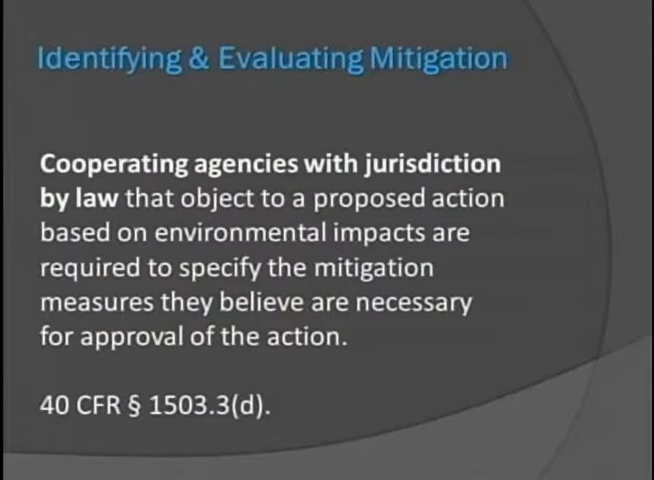 Identifying & Evaluating Mitigation
Cooperating agencies with jurisdiction
by law that object to a proposed action
based on environmental impacts are
required to specify the mitigation
measures they believe are necessary
for approval of the action.
40 CFR § 1503.3(d).